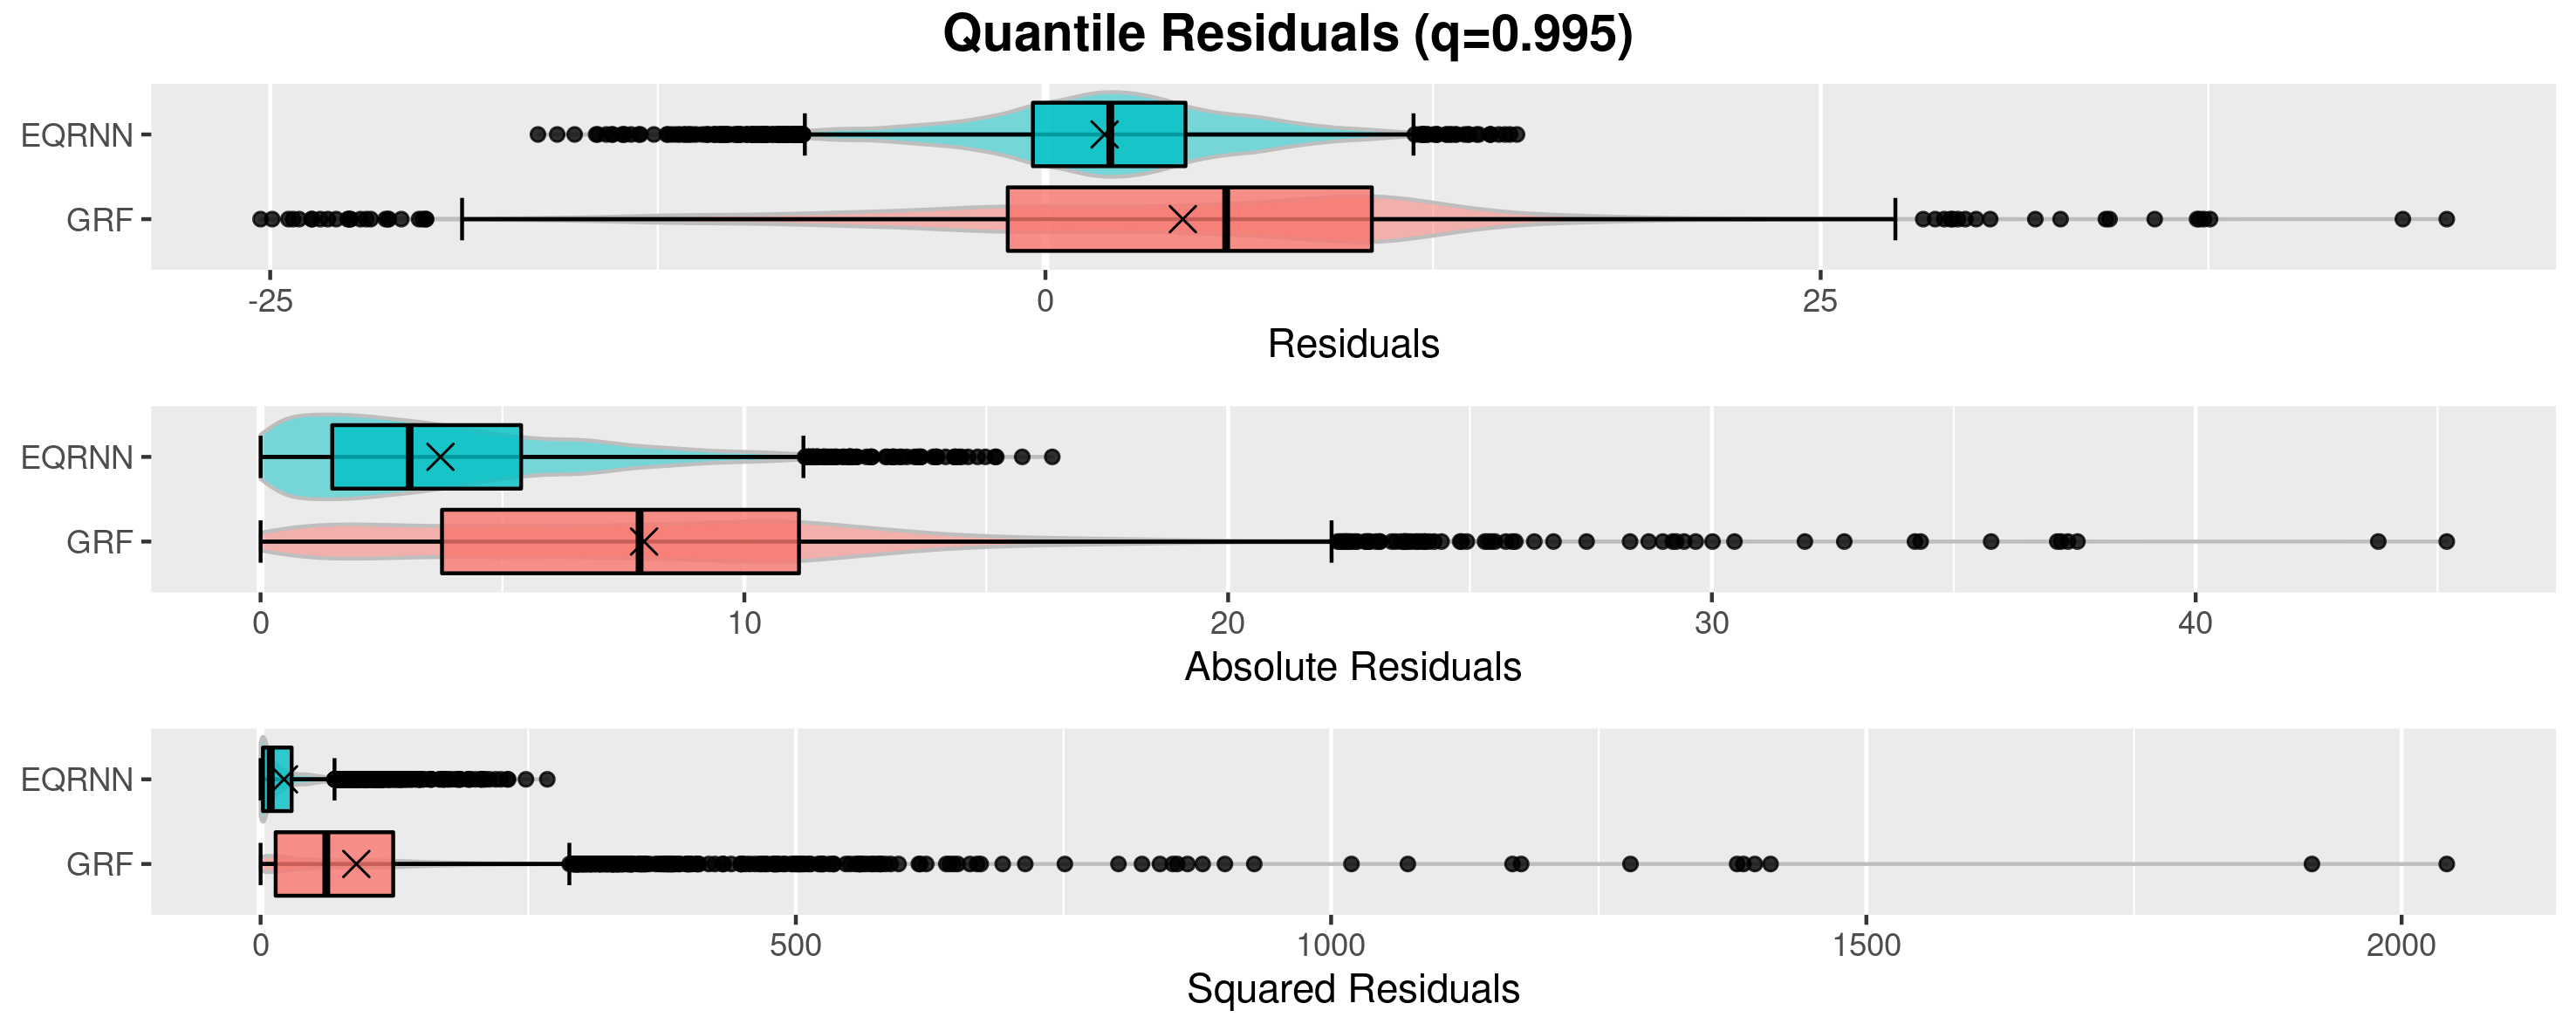 Quantile Residuals (q=0.995)
EQRNN
GRF
-25 0 25
Residuals
EQRNN
GRF
0 10 20 30 40
Absolute Residuals
EQRNN
GRF
0 500 1000 1500 2000
Squared Residuals